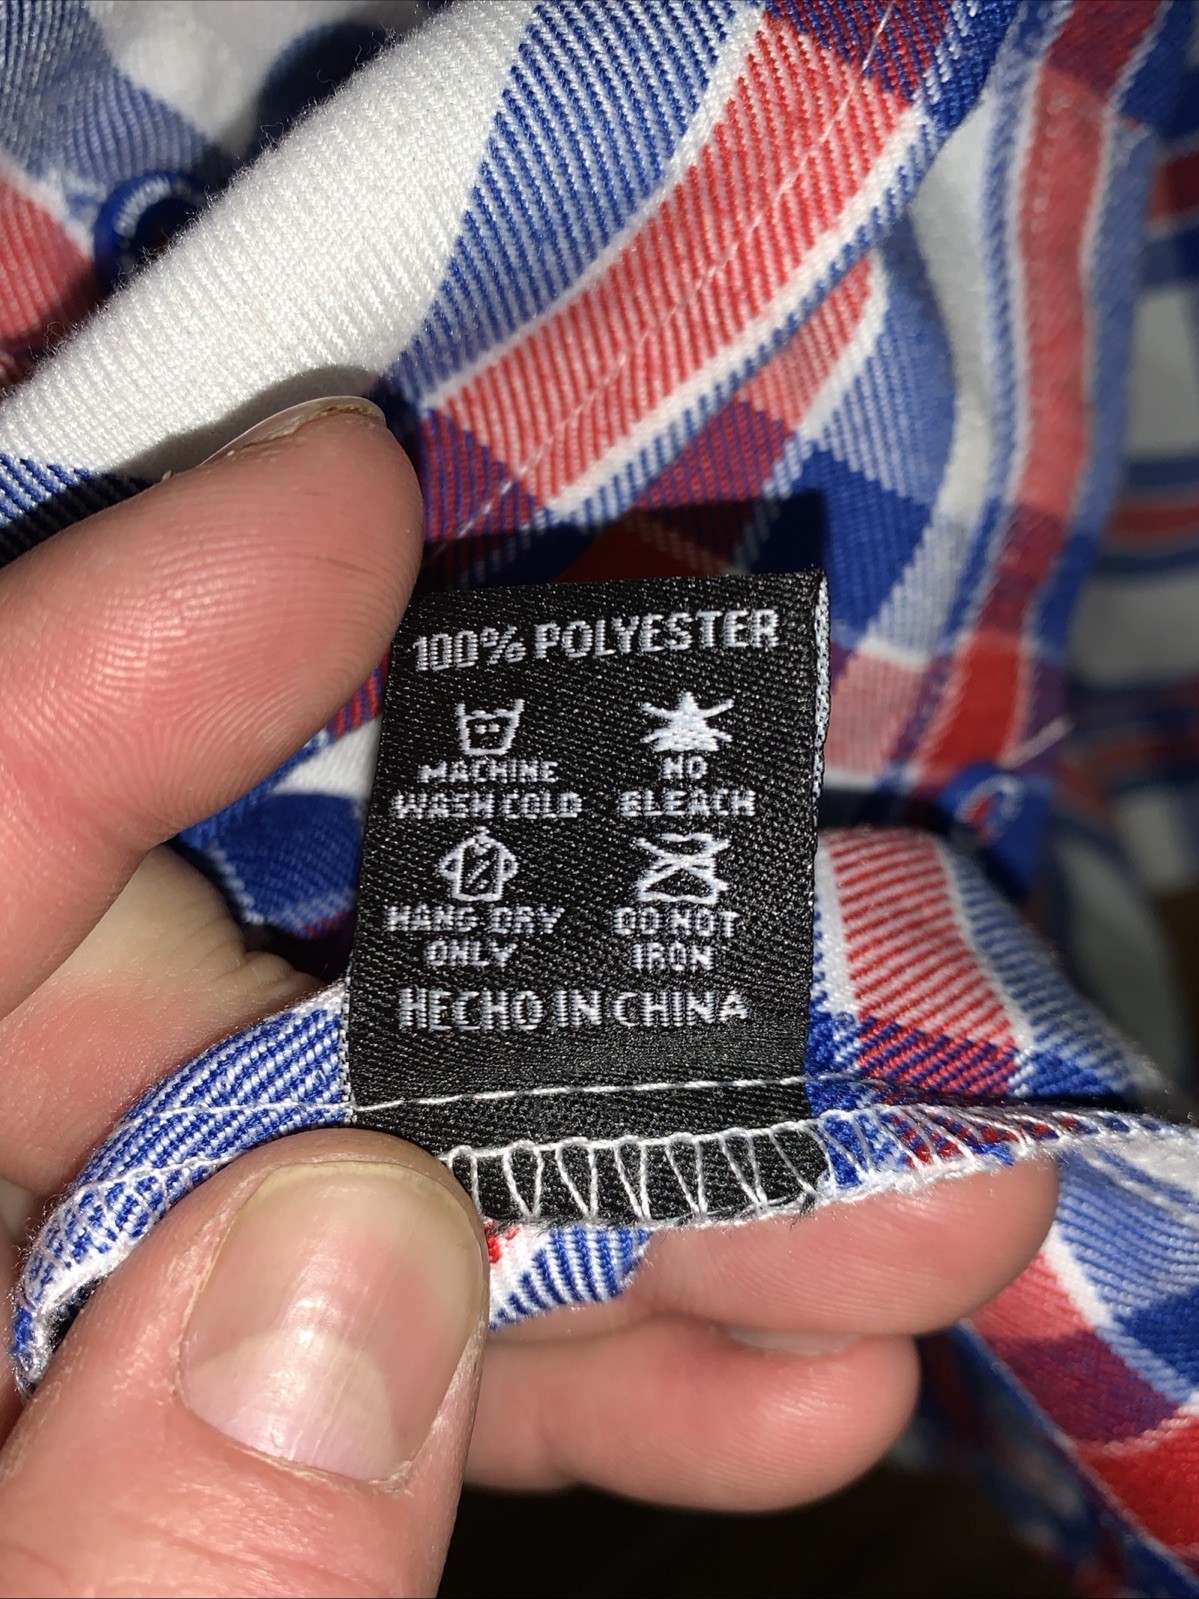 100% POLYESTER
MACHINE
WASH COLD
NO
BLEACH
HANG DRY
ONLY
DO NOT
IRON
HECHO IN CHINA